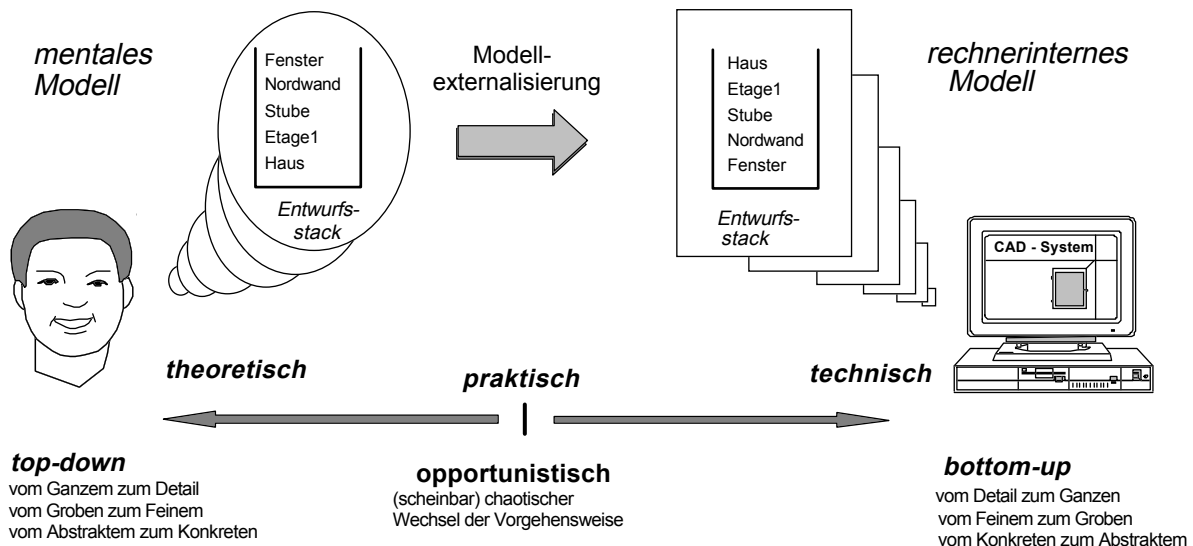 mentales
Modell
Fenster
Nordwand
Stube
Etage1
Haus
Entwurfs-
stack
Modell-
externalisierung
Haus
Etage1
Stube
Nordwand
Fenster
Entwurfs-
stack
rechnerinternes
Modell
CAD - System
theoretisch
praktisch
technisch
top-down
vom Ganzem zum Detail
vom Groben zum Feinem
vom Abstraktem zum Konkreten
opportunistisch
(scheinbar) chaotischer
Wechsel der Vorgehensweise
bottom-up
vom Detail zum Ganzen
vom Feinem zum Groben
vom Konkreten zum Abstraktem